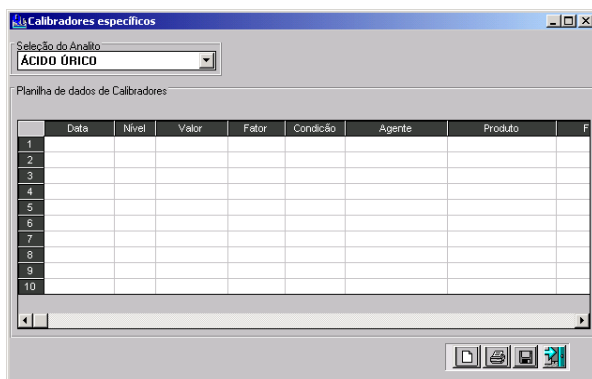 Calibradores específicos
Seleção do Analito
ÁCIDO ÚRICO
Planilha de dados de Calibradores
Data Nível Valor Fator Condicão Agente Produto F
1
2
3
4
5
6
7
8
9
10